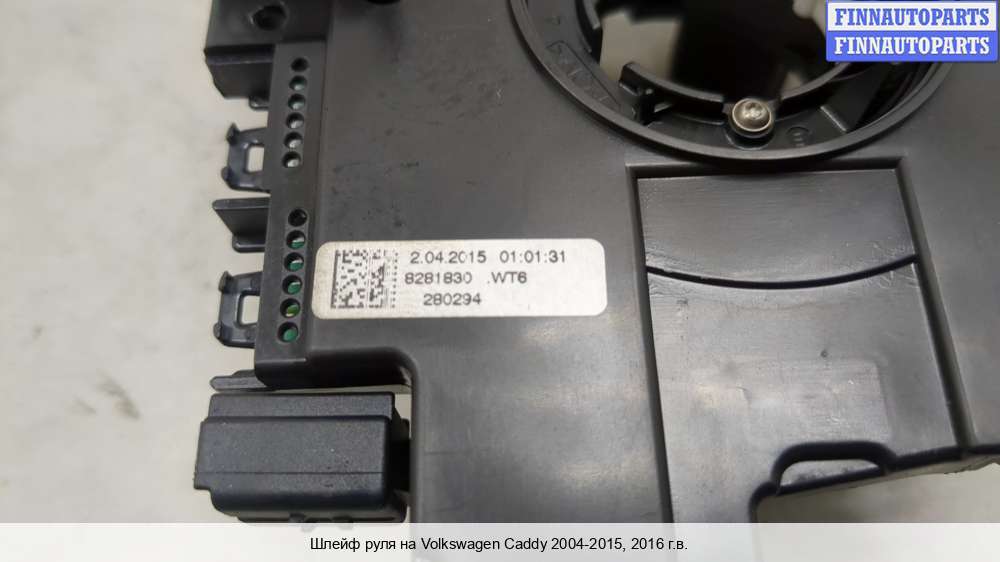 FINNAUTOPARTS
FINNAUTOPARTS
2.04.2015 01:01:31
8281830 .WT6
280294
Шлейф руля на Volkswagen Caddy 2004-2015, 2016 г.в.